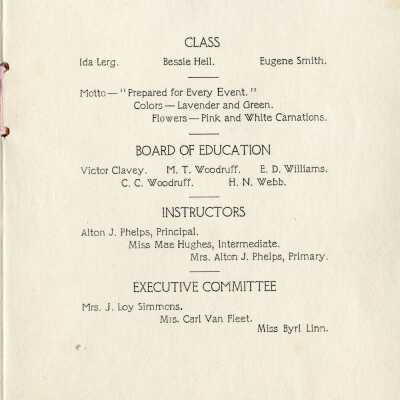 CLASS
Ida Lerg. Bessie Heil. Eugene Smith.
Motto—"Prepared for Every Event."
Colors—Lavender and Green.
Flowers—Pink and White Carnations.
BOARD OF EDUCATION
Victor Clavey. M. T. Woodruff. E. D. Williams.
C. C. Woodruff. H. N. Webb.
INSTRUCTORS
Alton J. Phelps, Principal.
Miss Mae Hughes, Intermediate.
Mrs. Alton J. Phelps, Primary.
EXECUTIVE COMMITTEE
Mrs. J. Loy Simmons.
Mrs. Carl Van Fleet.
Miss Byrl Linn.